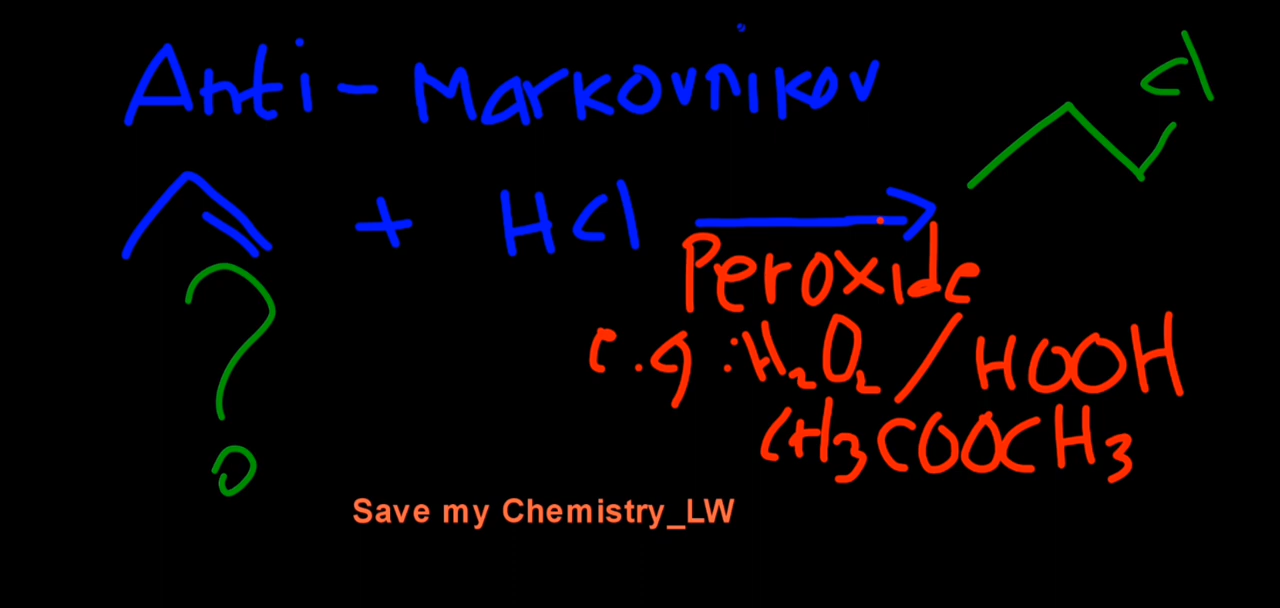 Anti-Markovnikov
Cl
+ HCl
Peroxide
e.g :H₂O₂/HOOH
CH₃COOCH₃
?
Save my Chemistry_LW